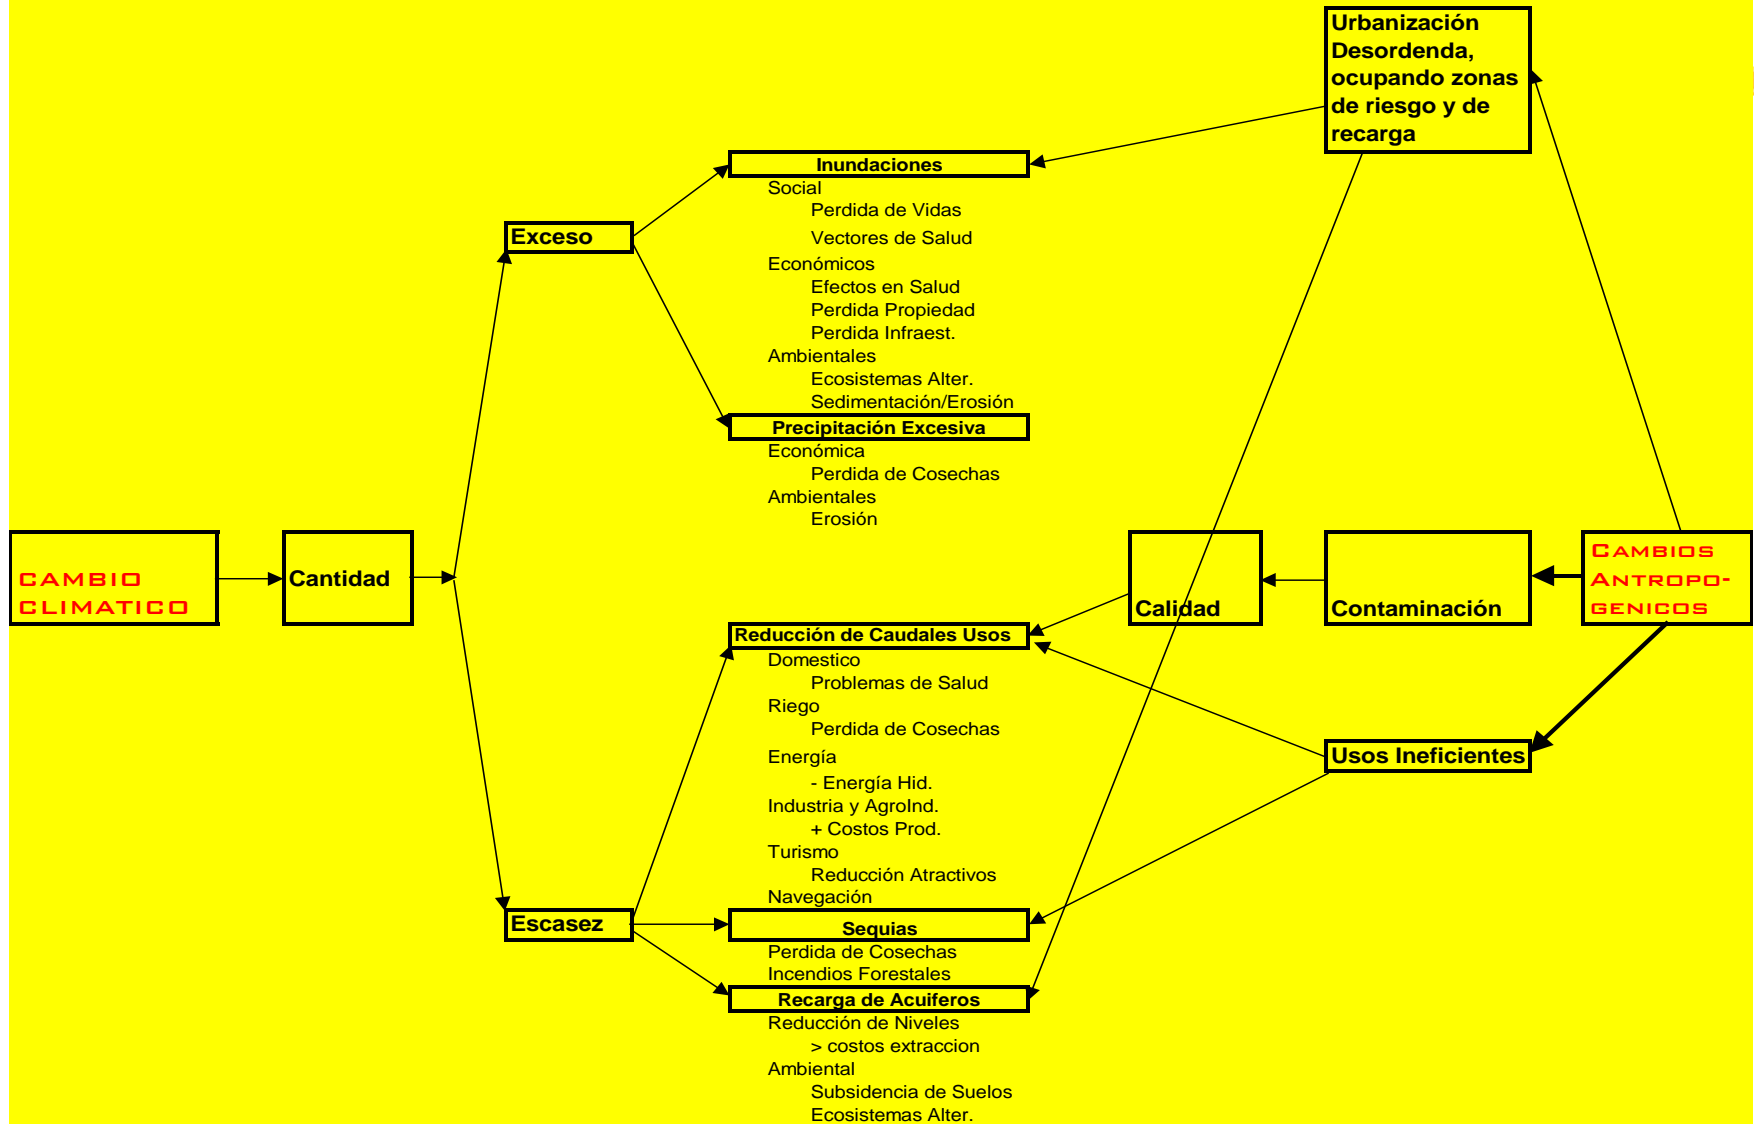 Urbanización
Desordenda,
ocupando zonas
de riesgo y de
recarga
Inundaciones
Social
Perdida de Vidas
Vectores de Salud
Económicos
Efectos en Salud
Perdida Propiedad
Perdida Infraest.
Ambientales
Ecosistemas Alter.
Sedimentación/Erosión
Exceso
Precipitación Excesiva
Económica
Perdida de Cosechas
Ambientales
Erosión
CAMBIO
CLIMATICO
Cantidad
Calidad
Contaminación
CAMBIOS
ANTROPO-
GENICOS
Reducción de Caudales Usos
Domestico
Problemas de Salud
Riego
Perdida de Cosechas
Energía
- Energía Hid.
Industria y AgroInd.
+ Costos Prod.
Turismo
Reducción Atractivos
Navegación
Usos Ineficientes
Escasez
Sequias
Perdida de Cosechas
Incendios Forestales
Recarga de Acuiferos
Reducción de Niveles
> costos extraccion
Ambiental
Subsidencia de Suelos
Ecosistemas Alter.